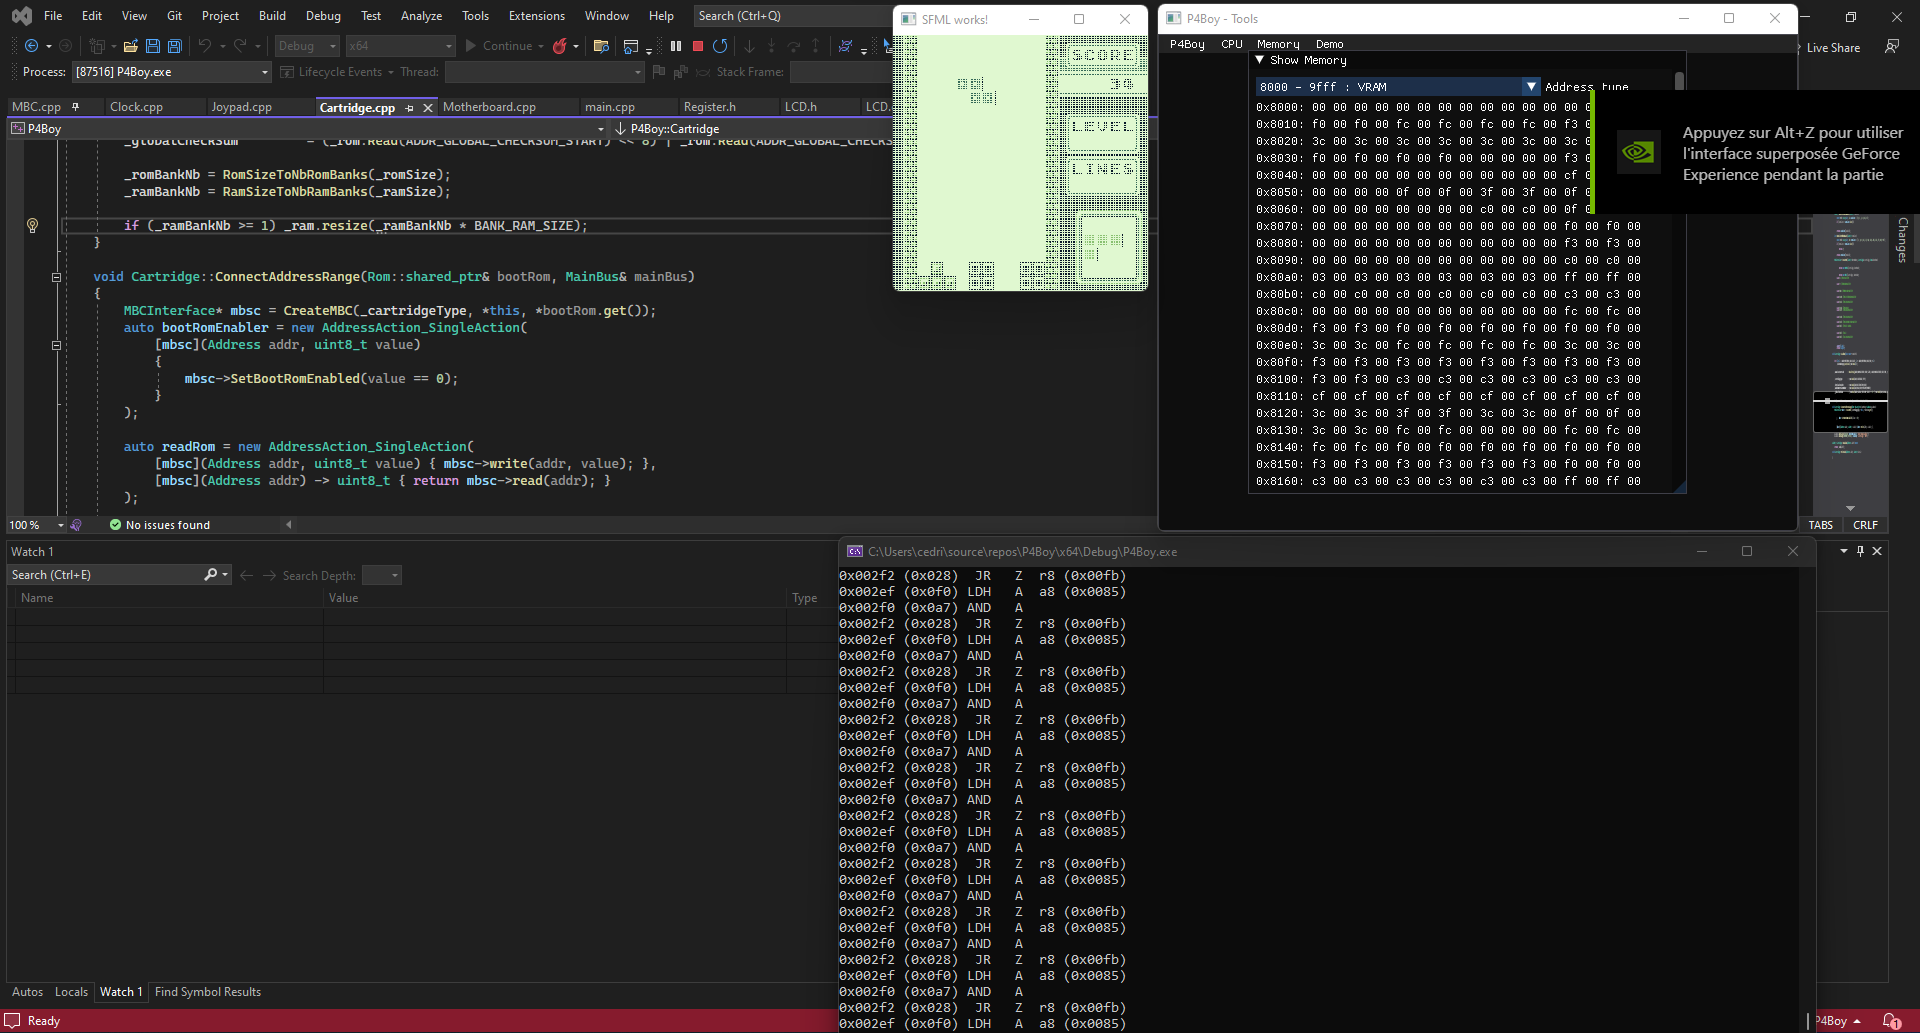 File Edit View Git Project Build Debug Test Analyze Tools Extensions Window Help Search (Ctrl+Q)
Debug x64 Continue Live Share
Process: [87516] P4Boy.exe Lifecycle Events Thread: Stack Frame:
MBC.cpp Clock.cpp Joypad.cpp Cartridge.cpp Motherboard.cpp main.cpp Register.h LCD.h LCD.
P4Boy P4Boy::Cartridge
_globalCheckSum = (_rom.Read(ADDR_GLOBAL_CHECKSUM_START) << 8) | _rom.Read(ADDR_GLOBAL_CHECKS
_romBankNb = RomSizeToNbRomBanks(_romSize);
_ramBankNb = RamSizeToNbRamBanks(_ramSize);
if (_ramBankNb >= 1) _ram.resize(_ramBankNb * BANK_RAM_SIZE);
}
void Cartridge::ConnectAddressRange(Rom::shared_ptr& bootRom, MainBus& mainBus)
{
MBCInterface* mbsc = CreateMBC(_cartridgeType, *this, *bootRom.get());
auto bootRomEnabler = new AddressAction_SingleAction(
[mbsc](Address addr, uint8_t value)
{
mbsc->SetBootRomEnabled(value == 0);
}
);
auto readRom = new AddressAction_SingleAction(
[mbsc](Address addr, uint8_t value) { mbsc->write(addr, value); },
[mbsc](Address addr) -> uint8_t { return mbsc->read(addr); }
);
100 % No issues found
TABS CRLF
Changes
SFML works!
SCORE
30
LEVEL
LINES
P4Boy - Tools
P4Boy CPU Memory Demo
Show Memory
8000 - 9fff : VRAM Address type
0x8000: 00 00 00 00 00 00 00 00 00 00 00 00 00
0x8010: f0 00 f0 00 fc 00 fc 00 fc 00 fc 00 f3
0x8020: 3c 00 3c 00 3c 00 3c 00 3c 00 3c 00 3c
0x8030: f0 00 f0 00 f0 00 f0 00 00 00 00 00 f3
0x8040: 00 00 00 00 00 00 00 00 00 00 00 00 cf
0x8050: 00 00 00 00 0f 00 0f 00 3f 00 3f 00 0f
0x8060: 00 00 00 00 00 00 00 00 c0 00 c0 00 0f
0x8070: 00 00 00 00 00 00 00 00 00 00 00 00 f0 00 f0 00
0x8080: 00 00 00 00 00 00 00 00 00 00 00 00 f3 00 f3 00
0x8090: 00 00 00 00 00 00 00 00 00 00 00 00 c0 00 c0 00
0x80a0: 03 00 03 00 03 00 03 00 03 00 03 00 ff 00 ff 00
0x80b0: c0 00 c0 00 c0 00 c0 00 c0 00 c0 00 c3 00 c3 00
0x80c0: 00 00 00 00 00 00 00 00 00 00 00 00 fc 00 fc 00
0x80d0: f3 00 f3 00 f0 00 f0 00 f0 00 f0 00 f0 00 f0 00
0x80e0: 3c 00 3c 00 fc 00 fc 00 fc 00 fc 00 3c 00 3c 00
0x80f0: f3 00 f3 00 f3 00 f3 00 f3 00 f3 00 f3 00 f3 00
0x8100: f3 00 f3 00 c3 00 c3 00 c3 00 c3 00 c3 00 c3 00
0x8110: cf 00 cf 00 cf 00 cf 00 cf 00 cf 00 cf 00 cf 00
0x8120: 3c 00 3c 00 3f 00 3f 00 3c 00 3c 00 0f 00 0f 00
0x8130: 3c 00 3c 00 fc 00 fc 00 00 00 00 00 fc 00 fc 00
0x8140: fc 00 fc 00 f0 00 f0 00 f0 00 f0 00 f0 00 f0 00
0x8150: f3 00 f3 00 f3 00 f3 00 f3 00 f3 00 f0 00 f0 00
0x8160: c3 00 c3 00 c3 00 c3 00 c3 00 c3 00 ff 00 ff 00
Appuyez sur Alt+Z pour utiliser
l'interface superposée GeForce
Experience pendant la partie
Watch 1
Search (Ctrl+E) Search Depth:
Name Value Type
C:\Users\cedri\source\repos\P4Boy\x64\Debug\P4Boy.exe
0x002f2 (0x028) JR Z r8 (0x00fb)
0x002ef (0x0f0) LDH A a8 (0x0085)
0x002f0 (0x0a7) AND A
0x002f2 (0x028) JR Z r8 (0x00fb)
0x002ef (0x0f0) LDH A a8 (0x0085)
0x002f0 (0x0a7) AND A
0x002f2 (0x028) JR Z r8 (0x00fb)
0x002ef (0x0f0) LDH A a8 (0x0085)
0x002f0 (0x0a7) AND A
0x002f2 (0x028) JR Z r8 (0x00fb)
0x002ef (0x0f0) LDH A a8 (0x0085)
0x002f0 (0x0a7) AND A
0x002f2 (0x028) JR Z r8 (0x00fb)
0x002ef (0x0f0) LDH A a8 (0x0085)
0x002f0 (0x0a7) AND A
0x002f2 (0x028) JR Z r8 (0x00fb)
0x002ef (0x0f0) LDH A a8 (0x0085)
0x002f0 (0x0a7) AND A
0x002f2 (0x028) JR Z r8 (0x00fb)
0x002ef (0x0f0) LDH A a8 (0x0085)
0x002f0 (0x0a7) AND A
0x002f2 (0x028) JR Z r8 (0x00fb)
0x002ef (0x0f0) LDH A a8 (0x0085)
0x002f0 (0x0a7) AND A
0x002f2 (0x028) JR Z r8 (0x00fb)
0x002ef (0x0f0) LDH A a8 (0x0085)
0x002f0 (0x0a7) AND A
0x002f2 (0x028) JR Z r8 (0x00fb)
0x002ef (0x0f0) LDH A a8 (0x0085)
Autos Locals Watch 1 Find Symbol Results
Ready P4Boy 1